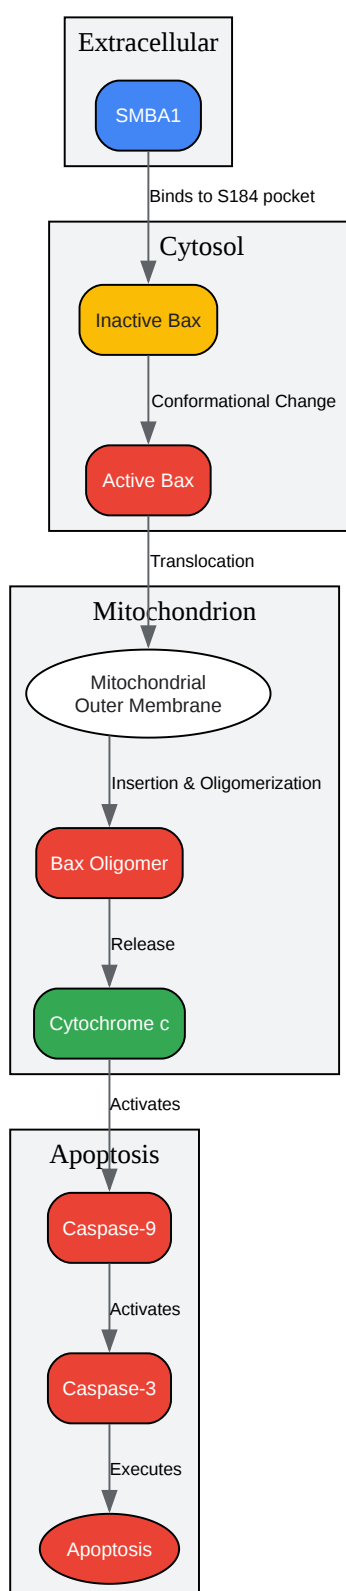 Extracellular
SMBA1
Binds to S184 pocket
Cytosol
Inactive Bax
Conformational Change
Active Bax
Translocation
Mitochondrion
Mitochondrial
Outer Membrane
Insertion & Oligomerization
Bax Oligomer
Release
Cytochrome c
Activates
Apoptosis
Caspase-9
Activates
Caspase-3
Executes
Apoptosis